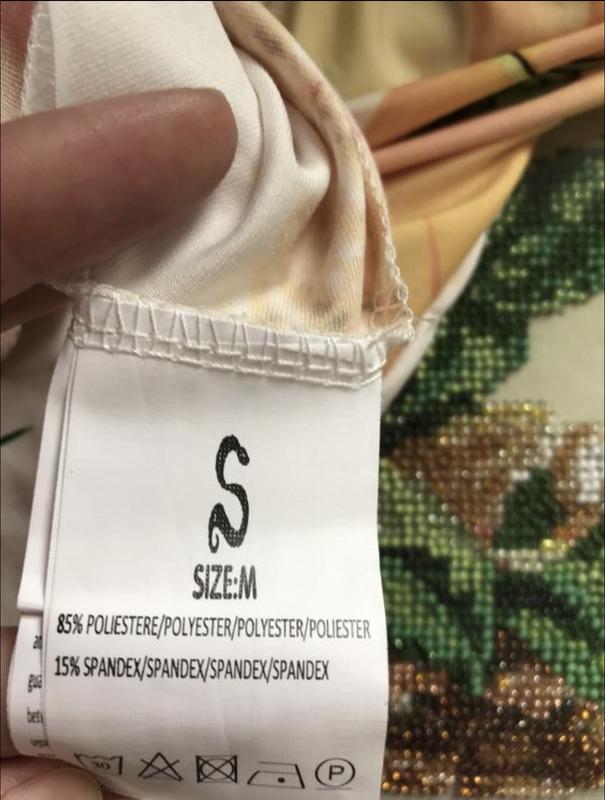 S
SIZE:M
85% POLIESTERE/POLYESTER/POLYESTER/POLIESTER
15% SPANDEX/SPANDEX/SPANDEX/SPANDEX
30
P